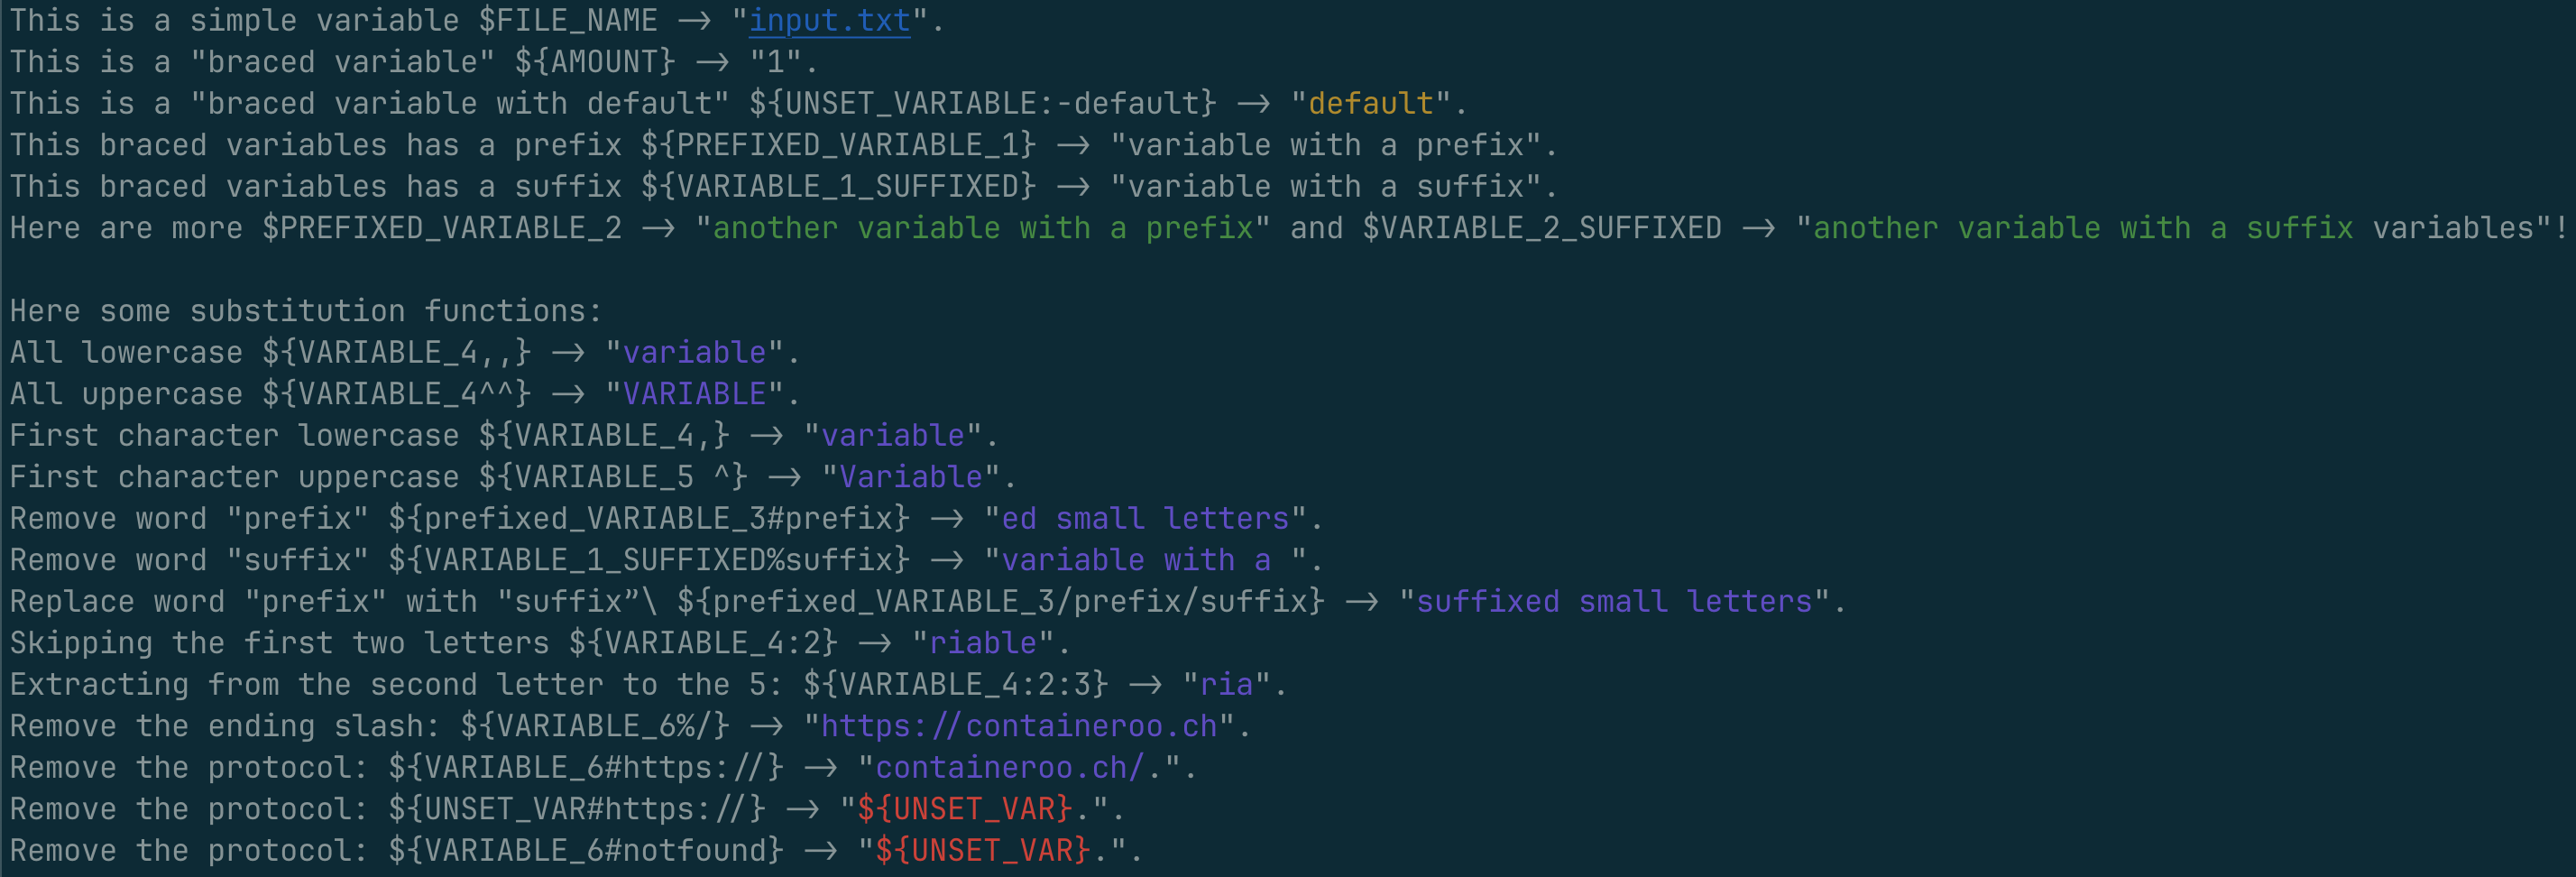 This is a simple variable $FILE_NAME —> "input.txt".
This is a "braced variable" ${AMOUNT} —> "1".
This is a "braced variable with default" ${UNSET_VARIABLE:-default} —> "default".
This braced variables has a prefix ${PREFIXED_VARIABLE_1} —> "variable with a prefix".
This braced variables has a suffix ${VARIABLE_1_SUFFIXED} —> "variable with a suffix".
Here are more $PREFIXED_VARIABLE_2 —> "another variable with a prefix" and $VARIABLE_2_SUFFIXED —> "another variable with a suffix variables"!
Here some substitution functions:
All lowercase ${VARIABLE_4,,} —> "variable".
All uppercase ${VARIABLE_4^^} —> "VARIABLE".
First character lowercase ${VARIABLE_4,} —> "variable".
First character uppercase ${VARIABLE_5 ^} —> "Variable".
Remove word "prefix" ${prefixed_VARIABLE_3#prefix} —> "ed small letters".
Remove word "suffix" ${VARIABLE_1_SUFFIXED%suffix} —> "variable with a ".
Replace word "prefix" with "suffix”\ ${prefixed_VARIABLE_3/prefix/suffix} —> "suffixed small letters".
Skipping the first two letters ${VARIABLE_4:2} —> "riable".
Extracting from the second letter to the 5: ${VARIABLE_4:2:3} —> "ria".
Remove the ending slash: ${VARIABLE_6%/} —> "https://containeroo.ch".
Remove the protocol: ${VARIABLE_6#https://} —> "containeroo.ch/.".
Remove the protocol: ${UNSET_VAR#https://} —> "${UNSET_VAR}.".
Remove the protocol: ${VARIABLE_6#notfound} —> "${UNSET_VAR}.".